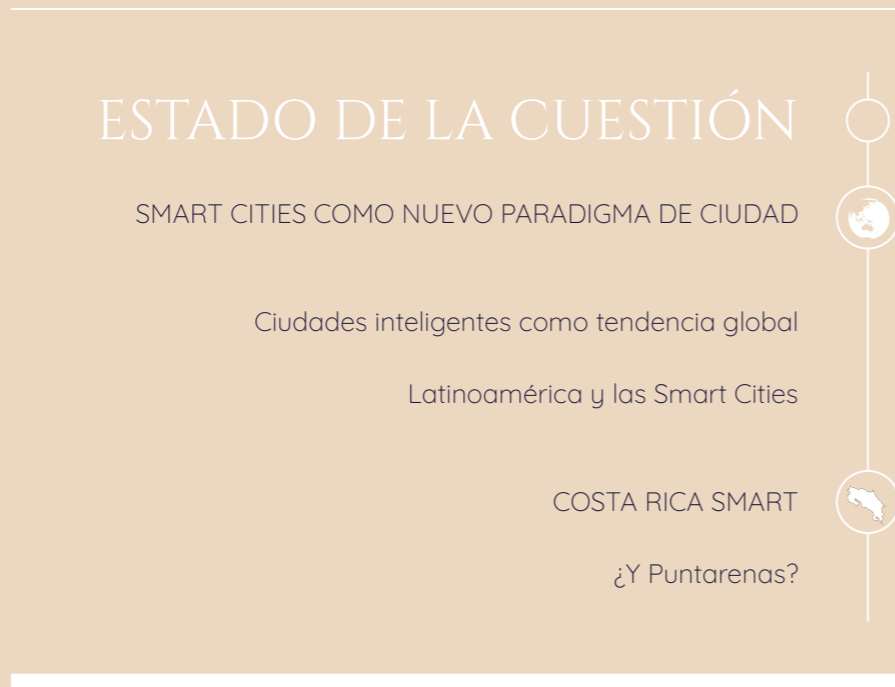 ESTADO DE LA CUESTIÓN
SMART CITIES COMO NUEVO PARADIGMA DE CIUDAD
Ciudades inteligentes como tendencia global
Latinoamérica y las Smart Cities
COSTA RICA SMART
¿Y Puntarenas?